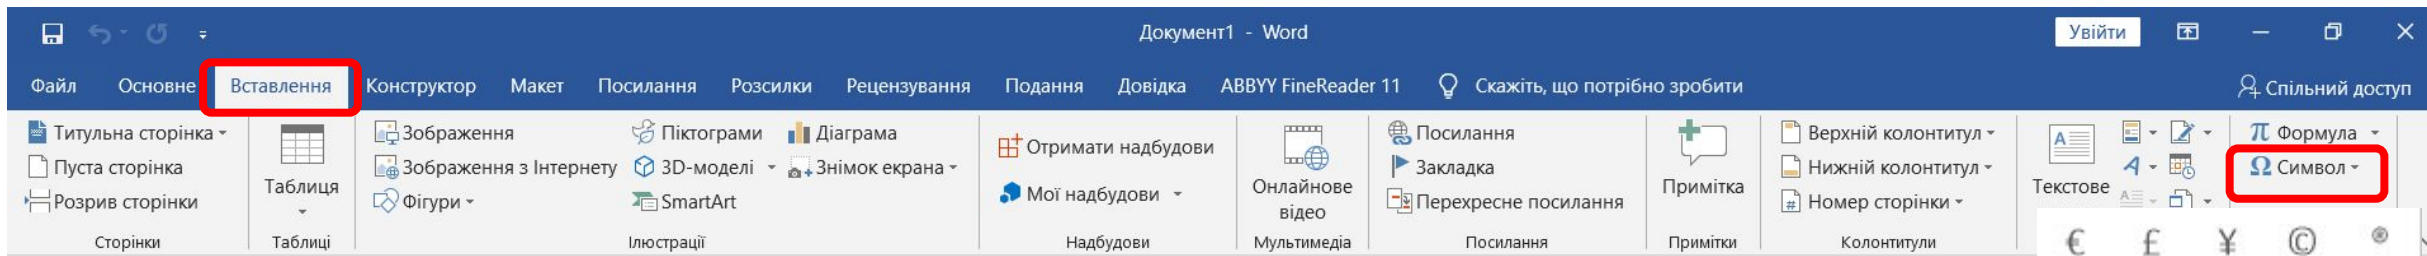 Документ1 - Word
Увійти
Файл Основне Вставлення Конструктор Макет Посилання Розсилки Рецензування Подання Довідка ABBYY FineReader 11 Скажіть, що потрібно зробити Спільний доступ
Титульна сторінка
Пуста сторінка
Розрив сторінки
Сторінки
Таблиця
Таблиці
Зображення
Зображення з Інтернету
Фігури
Піктограми
3D-моделі
SmartArt
Діаграма
Знімок екрана
Ілюстрації
Отримати надбудови
Мої надбудови
Надбудови
Онлайнове
відео
Мультимедіа
Посилання
Закладка
Перехресне посилання
Посилання
Примітка
Примітки
Верхній колонтитул
Нижній колонтитул
Номер сторінки
Колонтитули
Текстове
π Формула
Ω Символ
€ £ ¥ © ®